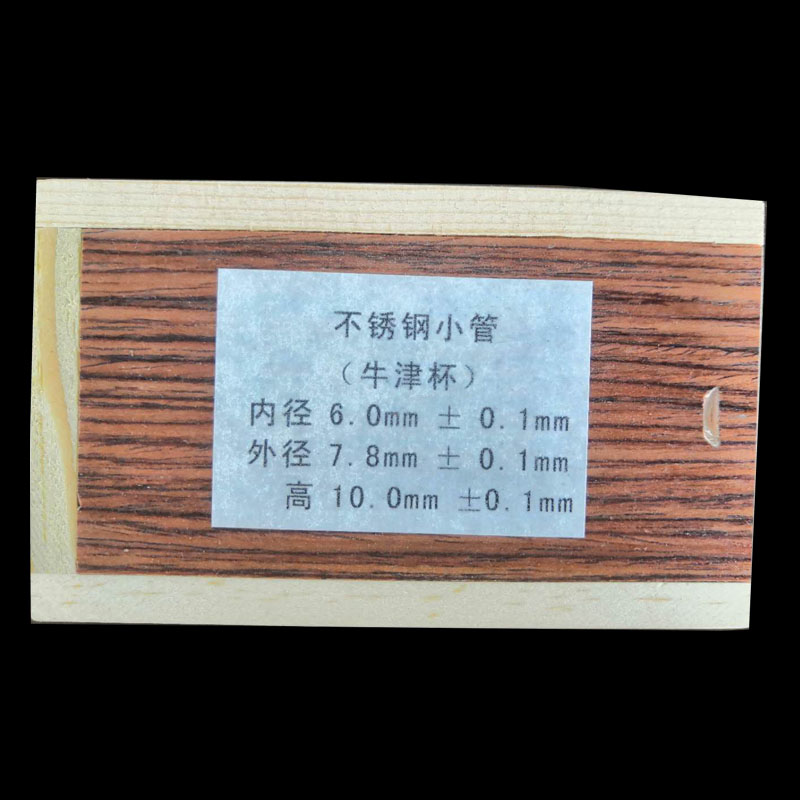 不锈钢小管
（牛津杯）
内径 6.0mm ± 0.1mm
外径 7.8mm ± 0.1mm
高 10.0mm ±0.1mm